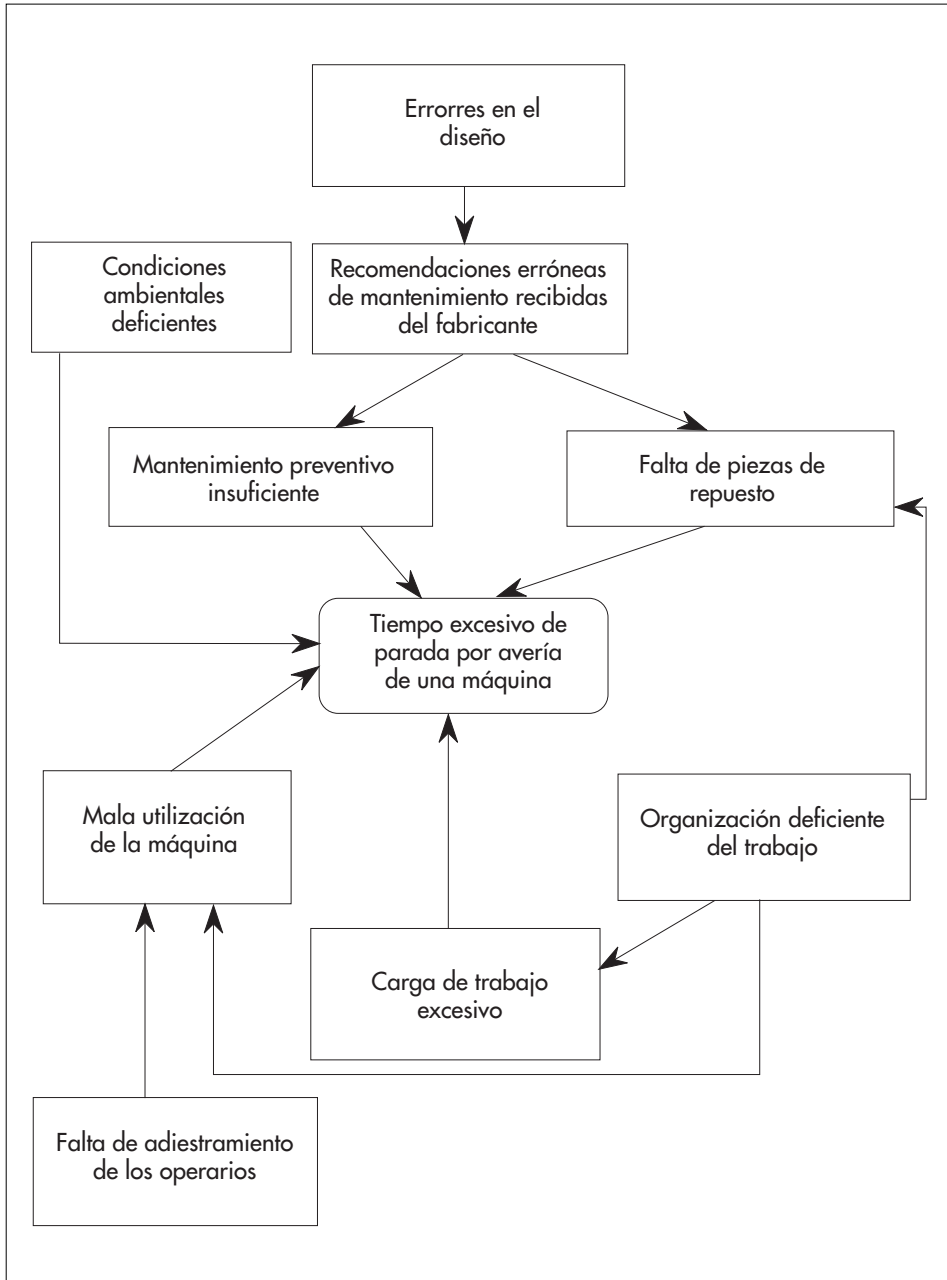 Errorres en el
diseño
Condiciones
ambientales
deficientes
Recomendaciones erróneas
de mantenimiento recibidas
del fabricante
Mantenimiento preventivo
insuficiente
Falta de piezas de
repuesto
Tiempo excesivo de
parada por avería
de una máquina
Mala utilización
de la máquina
Organización deficiente
del trabajo
Carga de trabajo
excesivo
Falta de adiestramiento
de los operarios